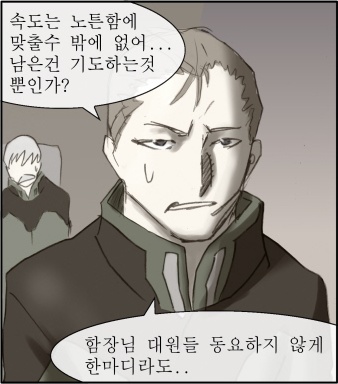 속도는 노튼함에
맞출수 밖에 없어...
남은건 기도하는것
뿐인가?
함장님 대원들 동요하지 않게
한마디라도..